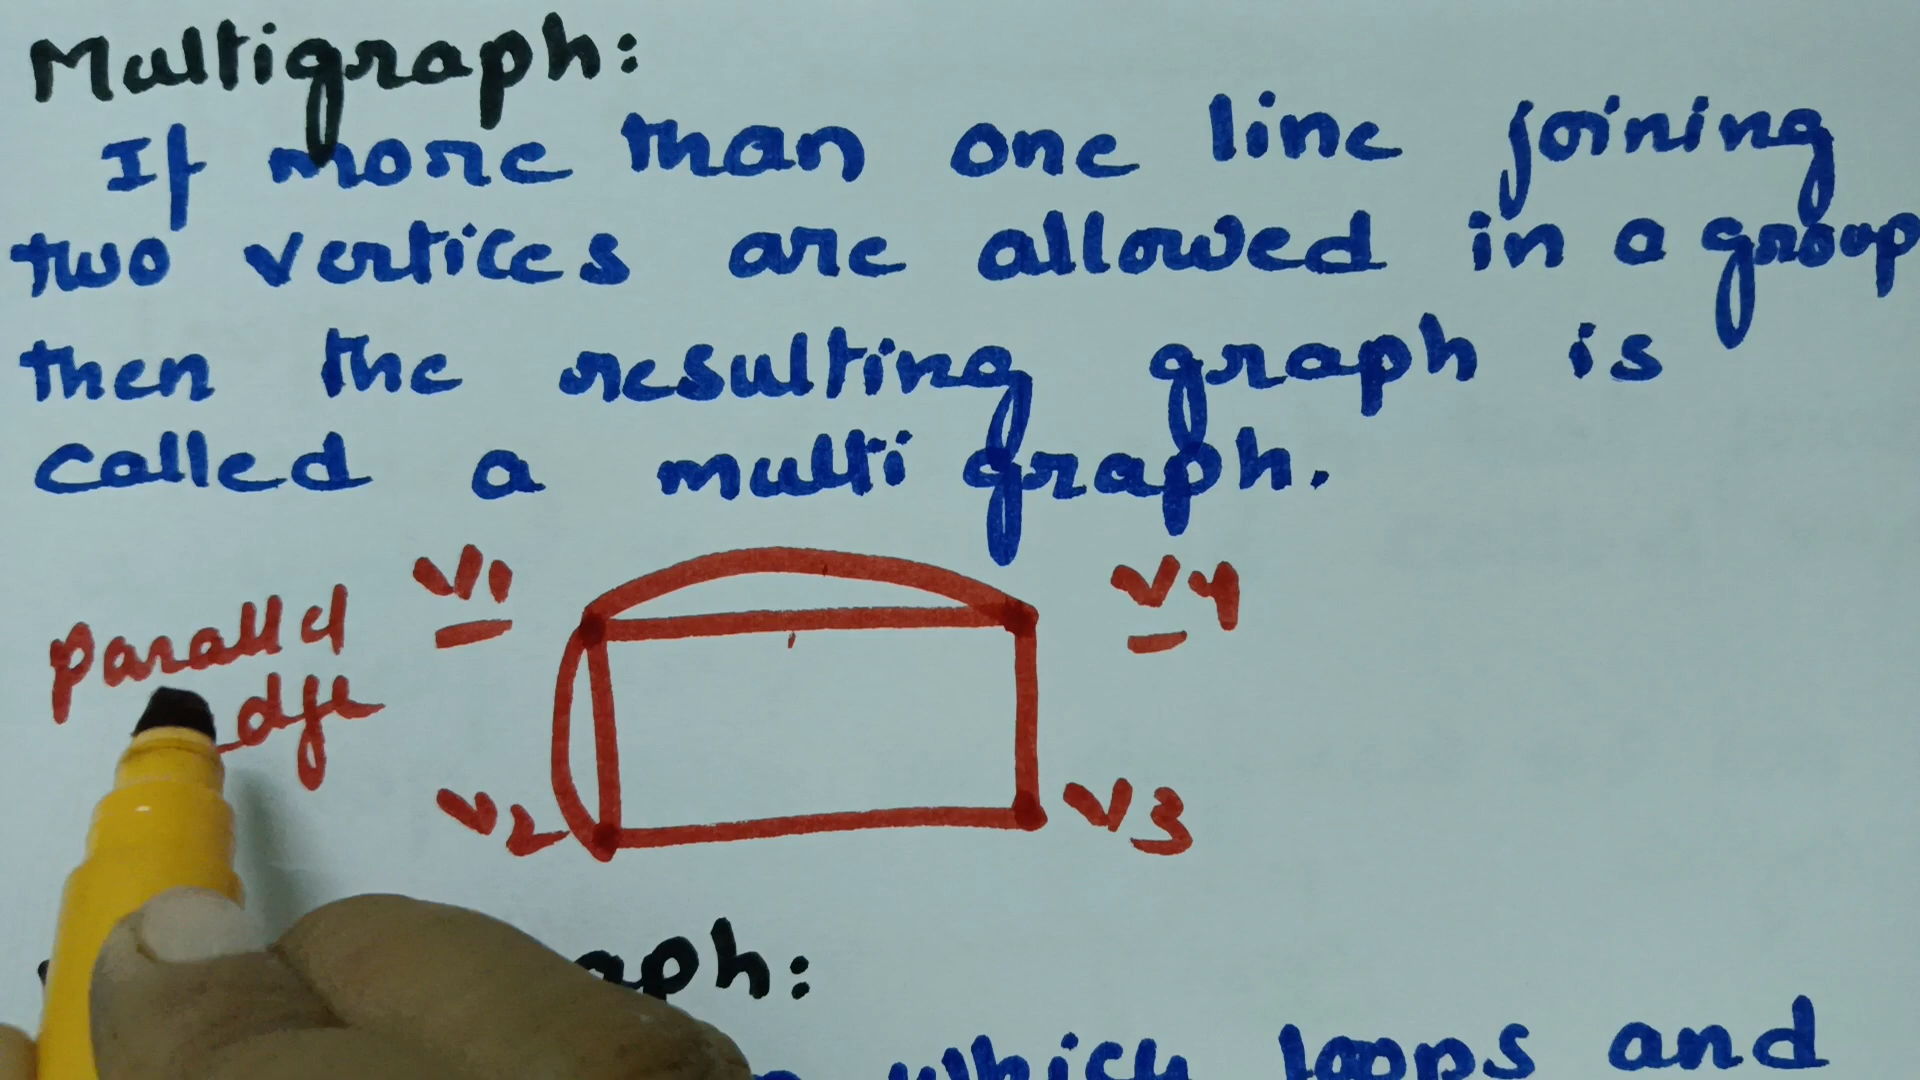 Multigraph:
If more than one line joining
two vertices are allowed in a group
then the resulting graph is
called a multi graph.
V1
V4
parallel
edge
V2
V3
aph:
which loops and